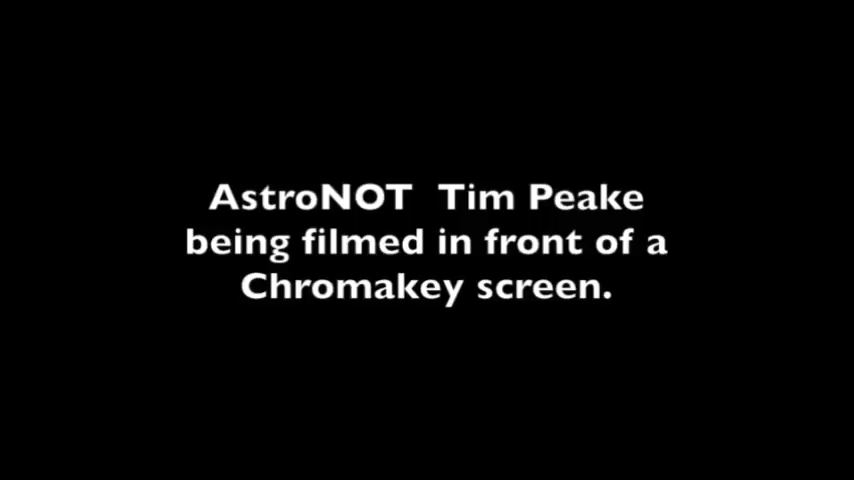 AstroNOT  Tim Peake
being filmed in front of a
Chromakey screen.